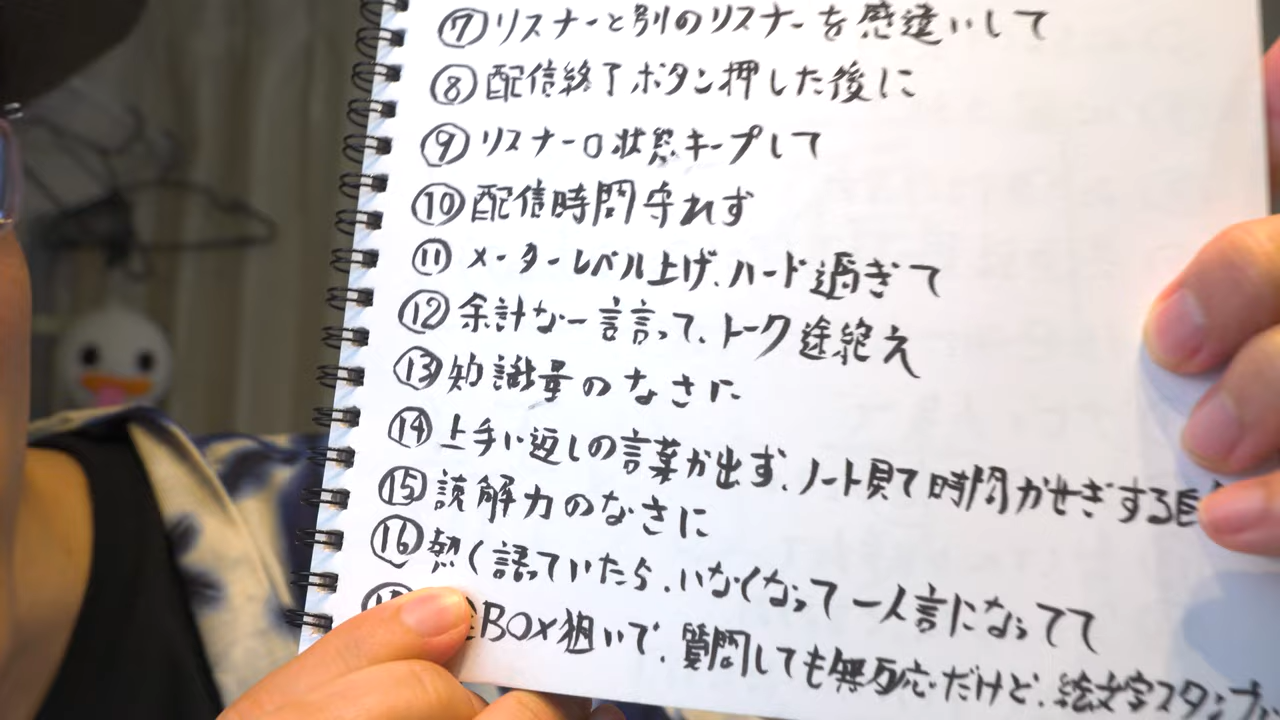 ⑦リスナーと別のリスナーを感違いして
⑧配信終了ボタン押した後に
⑨リスナー0状態キープして
⑩配信時間守れず
⑪メーターレベル上げ、ハード過ぎて
⑫余計な一言言って、トーク途絶え
⑬知識量のなさに
⑭上手い返しの言葉が出ず、ノート見て時間かせぎする
⑮読解力のなさに
⑯熱く語っていたら、いなくなって一人言になってて
BOX狙いで、質問しても無反応だけど、絵文字スタンプ